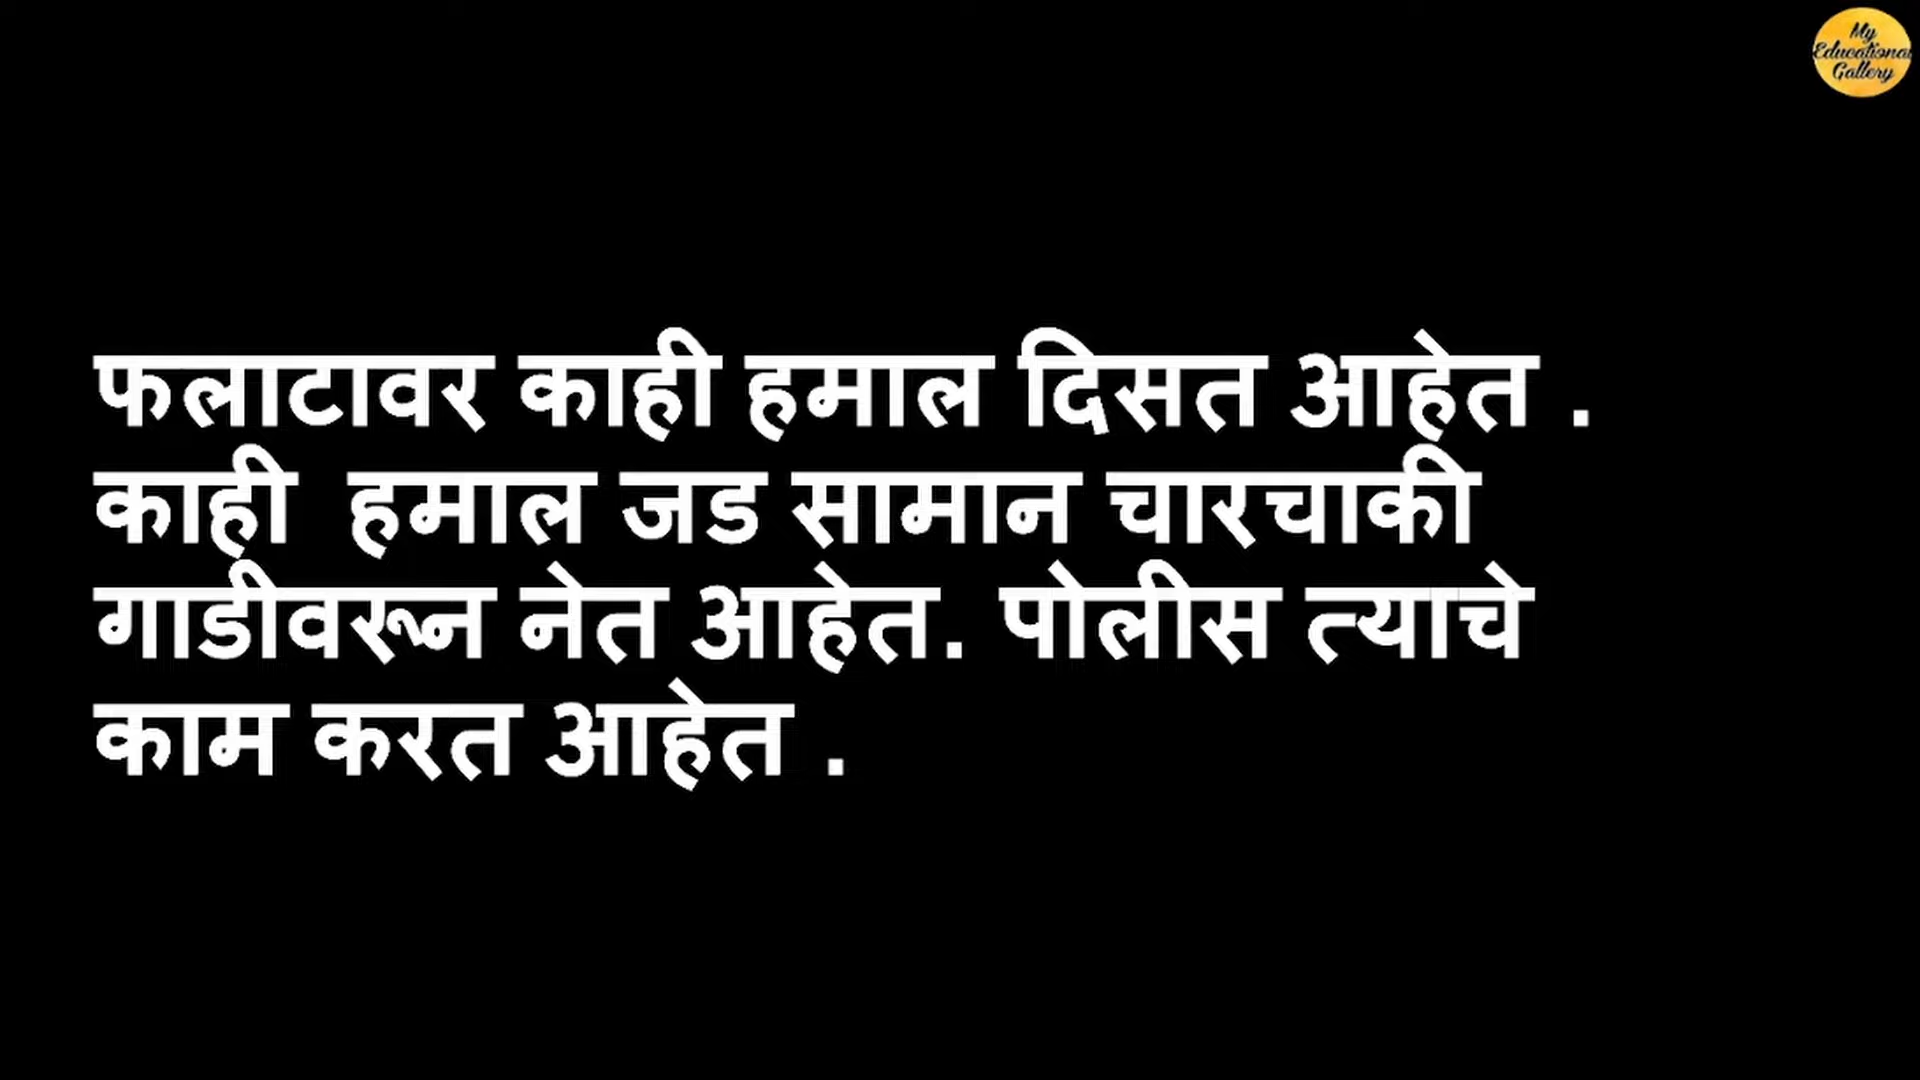 My
Educational
Gallery
फलाटावर काही हमाल दिसत आहेत .
काही  हमाल जड सामान चारचाकी
गाडीवरून नेत आहेत. पोलीस त्याचे
काम करत आहेत .